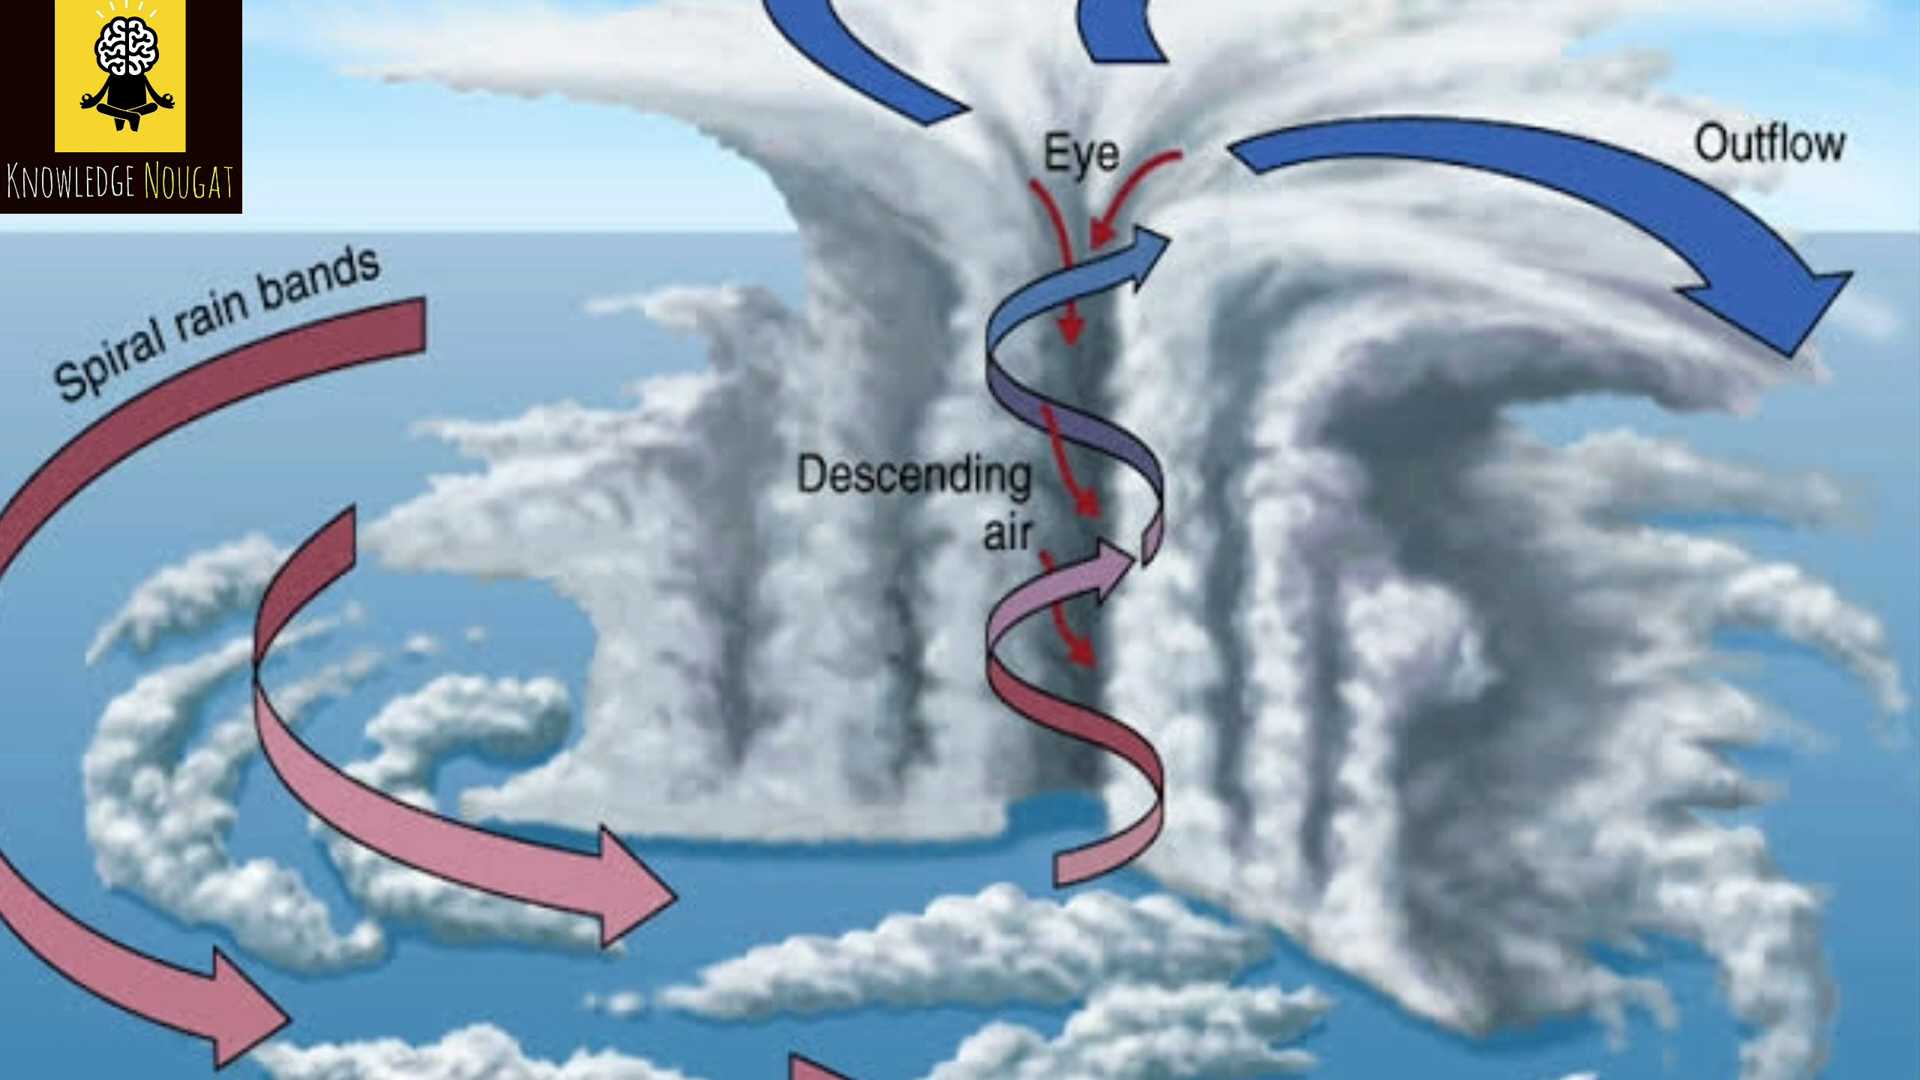 KNOWLEDGE NOUGAT
Eye
Outflow
Spiral rain bands
Descending
air